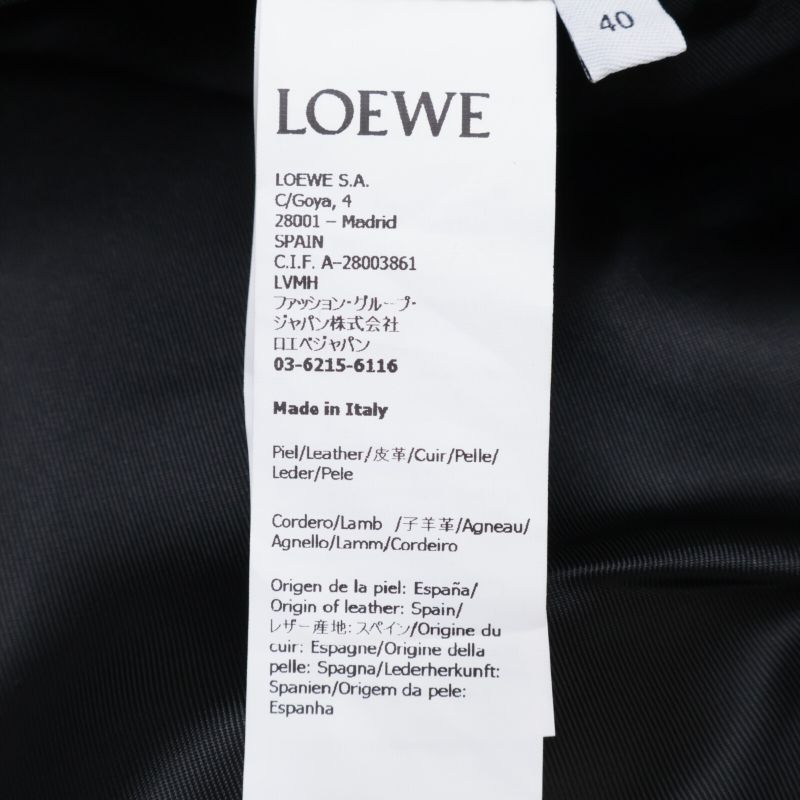 40
LOEWE
LOEWE S.A.
C/Goya, 4
28001 – Madrid
SPAIN
C.I.F. A-28003861
LVMH
ファッション・グループ・
ジャパン株式会社
ロエベジャパン
03-6215-6116
Made in Italy
Piel/Leather/皮革/Cuir/Pelle/
Leder/Pele
Cordero/Lamb /子羊革/Agneau/
Agnello/Lamm/Cordeiro
Origen de la piel: España/
Origin of leather: Spain/
レザー産地: スペイン/Origine du
cuir: Espagne/Origine della
pelle: Spagna/Lederherkunft:
Spanien/Origem da pele:
Espanha